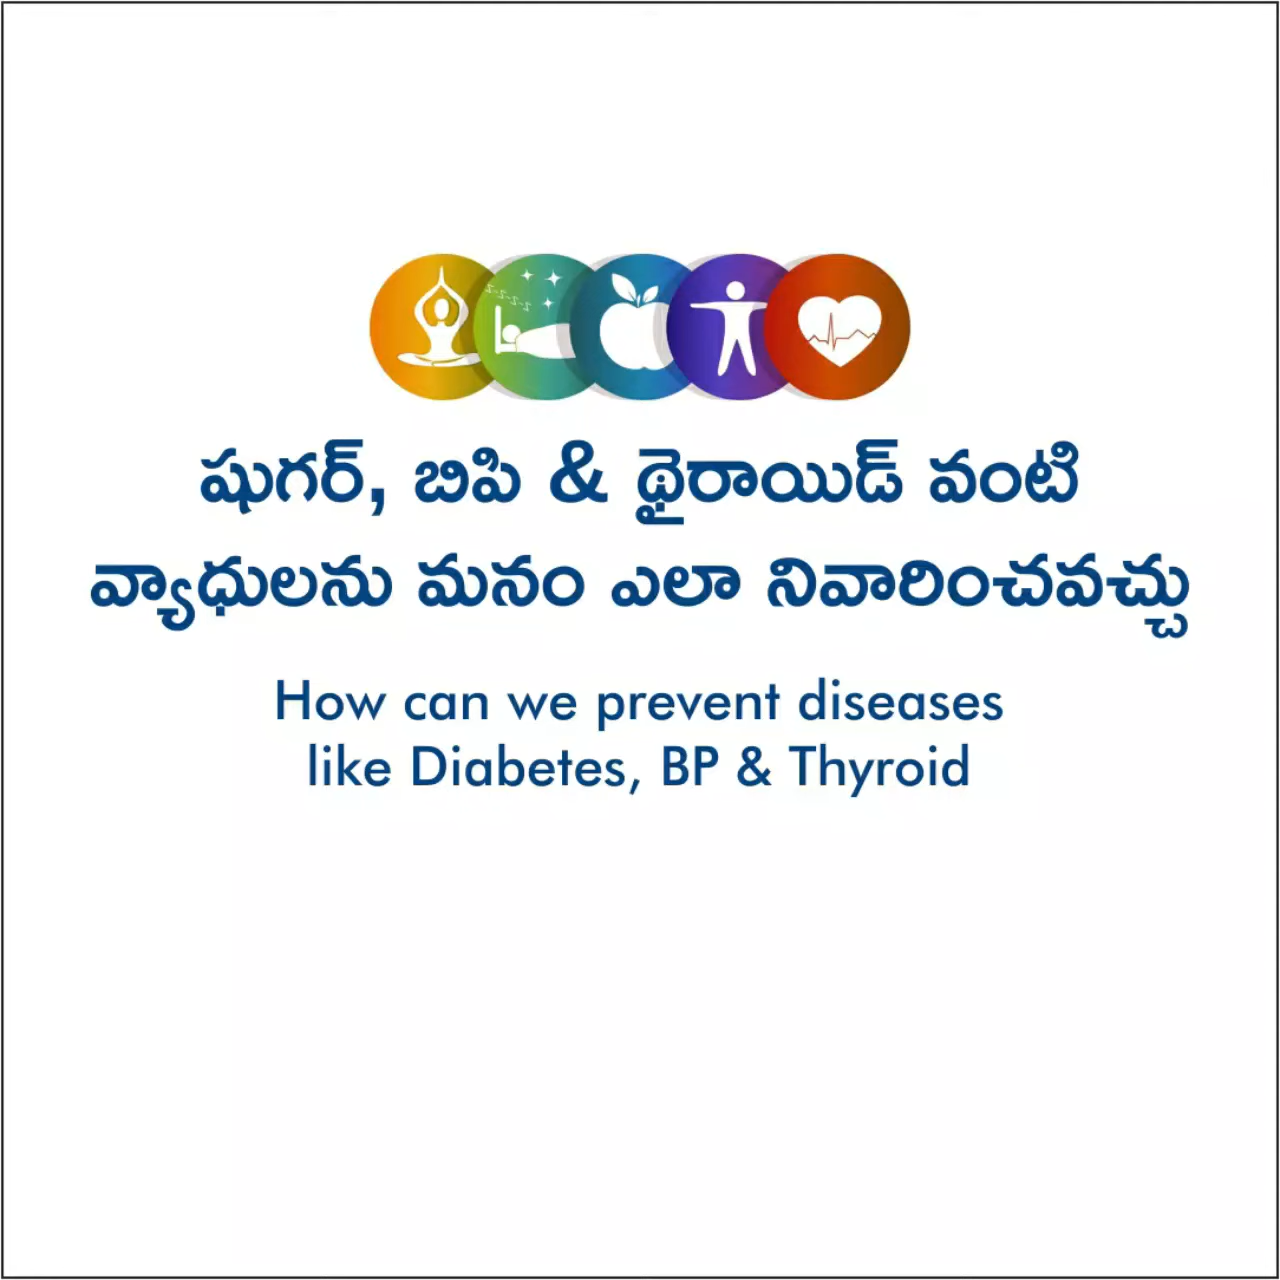 షుగర్, బిపి & థైరాయిడ్ వంటి
వ్యాధులను మనం ఎలా నివారించవచ్చు
How can we prevent diseases
like Diabetes, BP & Thyroid